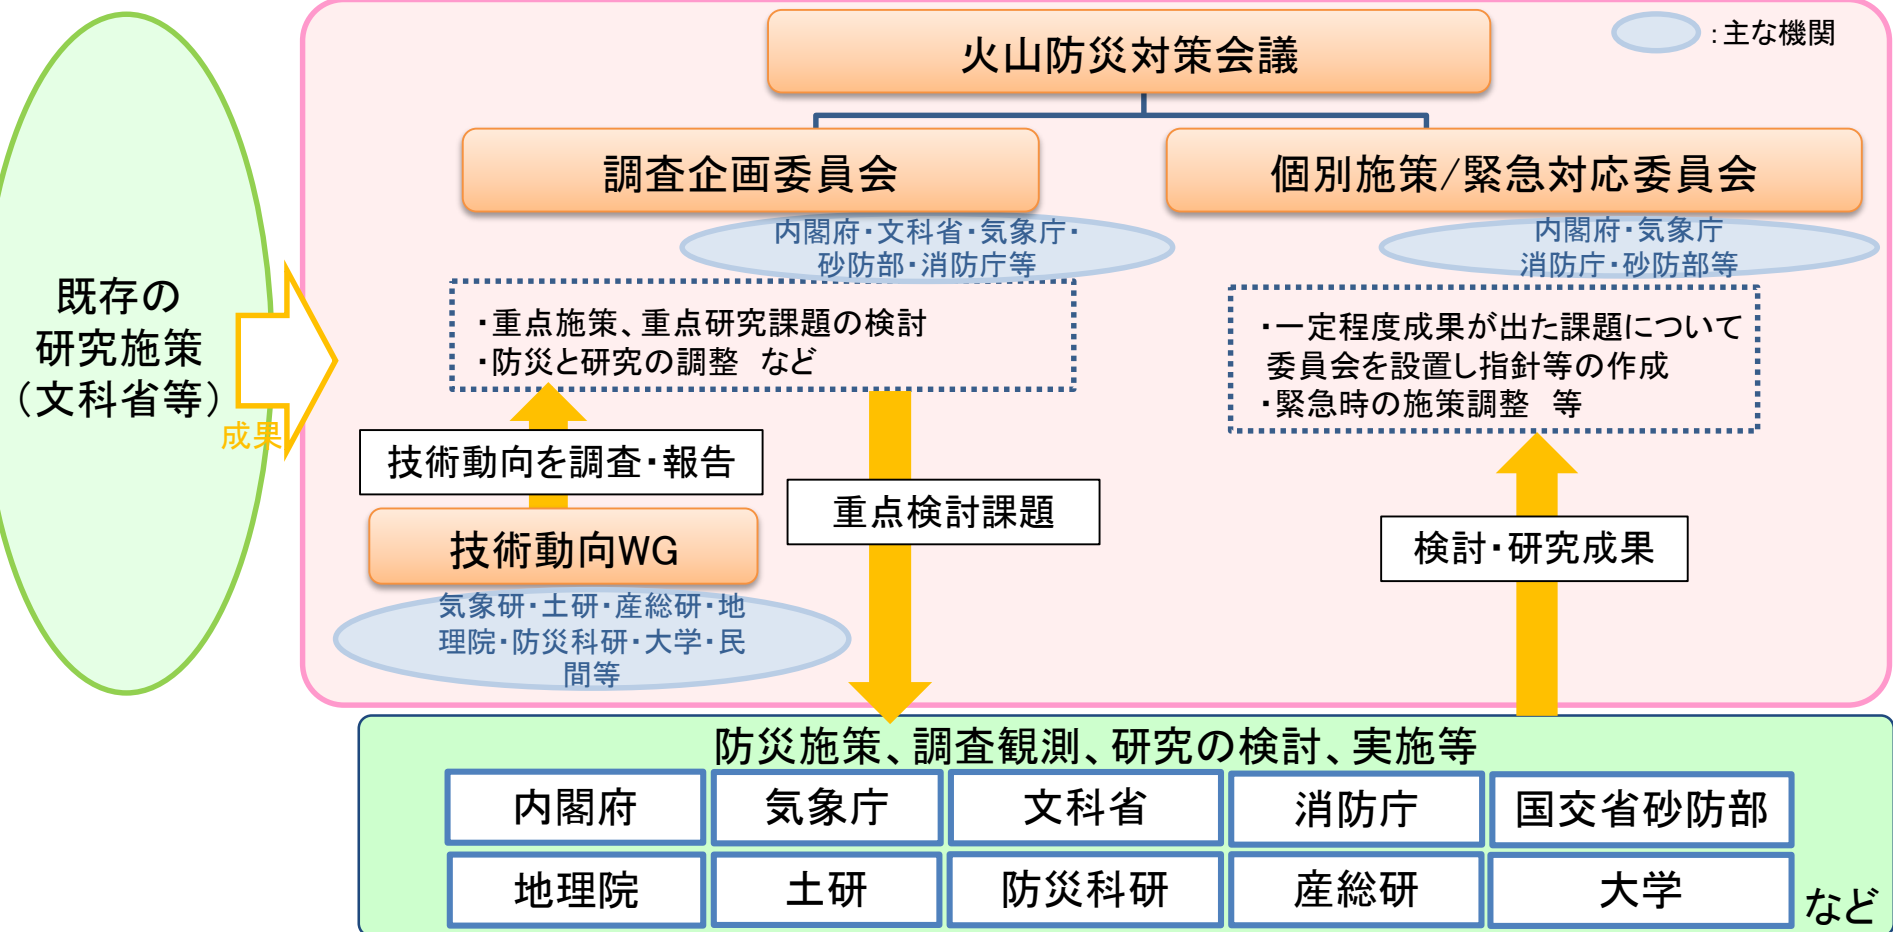 火山防災対策会議
:主な機関
調査企画委員会
個別施策/緊急対応委員会
内閣府・文科省・気象庁・
砂防部・消防庁等
内閣府・気象庁
消防庁・砂防部等
既存の
研究施策
（文科省等）
成果
・重点施策、重点研究課題の検討
・防災と研究の調整　など
・一定程度成果が出た課題について
委員会を設置し指針等の作成
・緊急時の施策調整　等
技術動向を調査・報告
重点検討課題
検討・研究成果
技術動向WG
気象研・土研・産総研・地
理院・防災科研・大学・民
間等
防災施策、調査観測、研究の検討、実施等
内閣府
気象庁
文科省
消防庁
国交省砂防部
地理院
土研
防災科研
産総研
大学
など